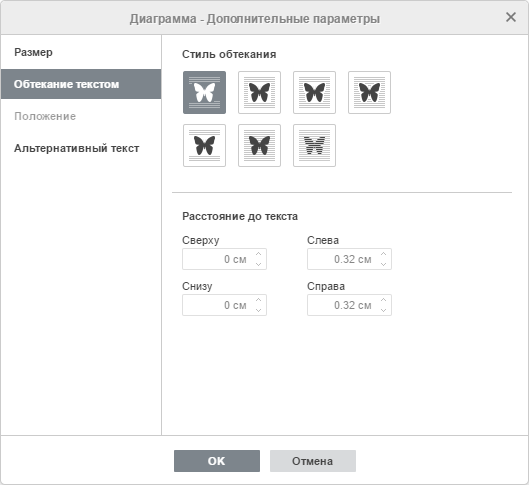 Диаграмма - Дополнительные параметры
Размер
Обтекание текстом
Положение
Альтернативный текст
Стиль обтекания
Расстояние до текста
Сверху
Слева
0 см
0.32 см
Снизу
Справа
0 см
0.32 см
OK
Отмена